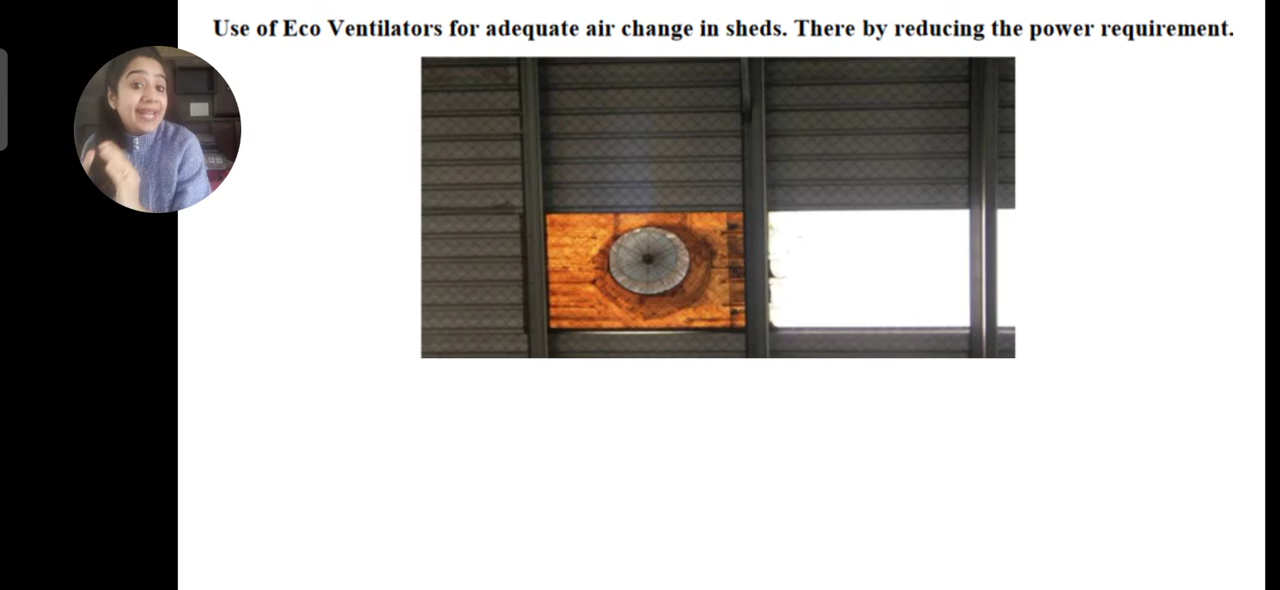 Use of Eco Ventilators for adequate air change in sheds. There by reducing the power requirement.